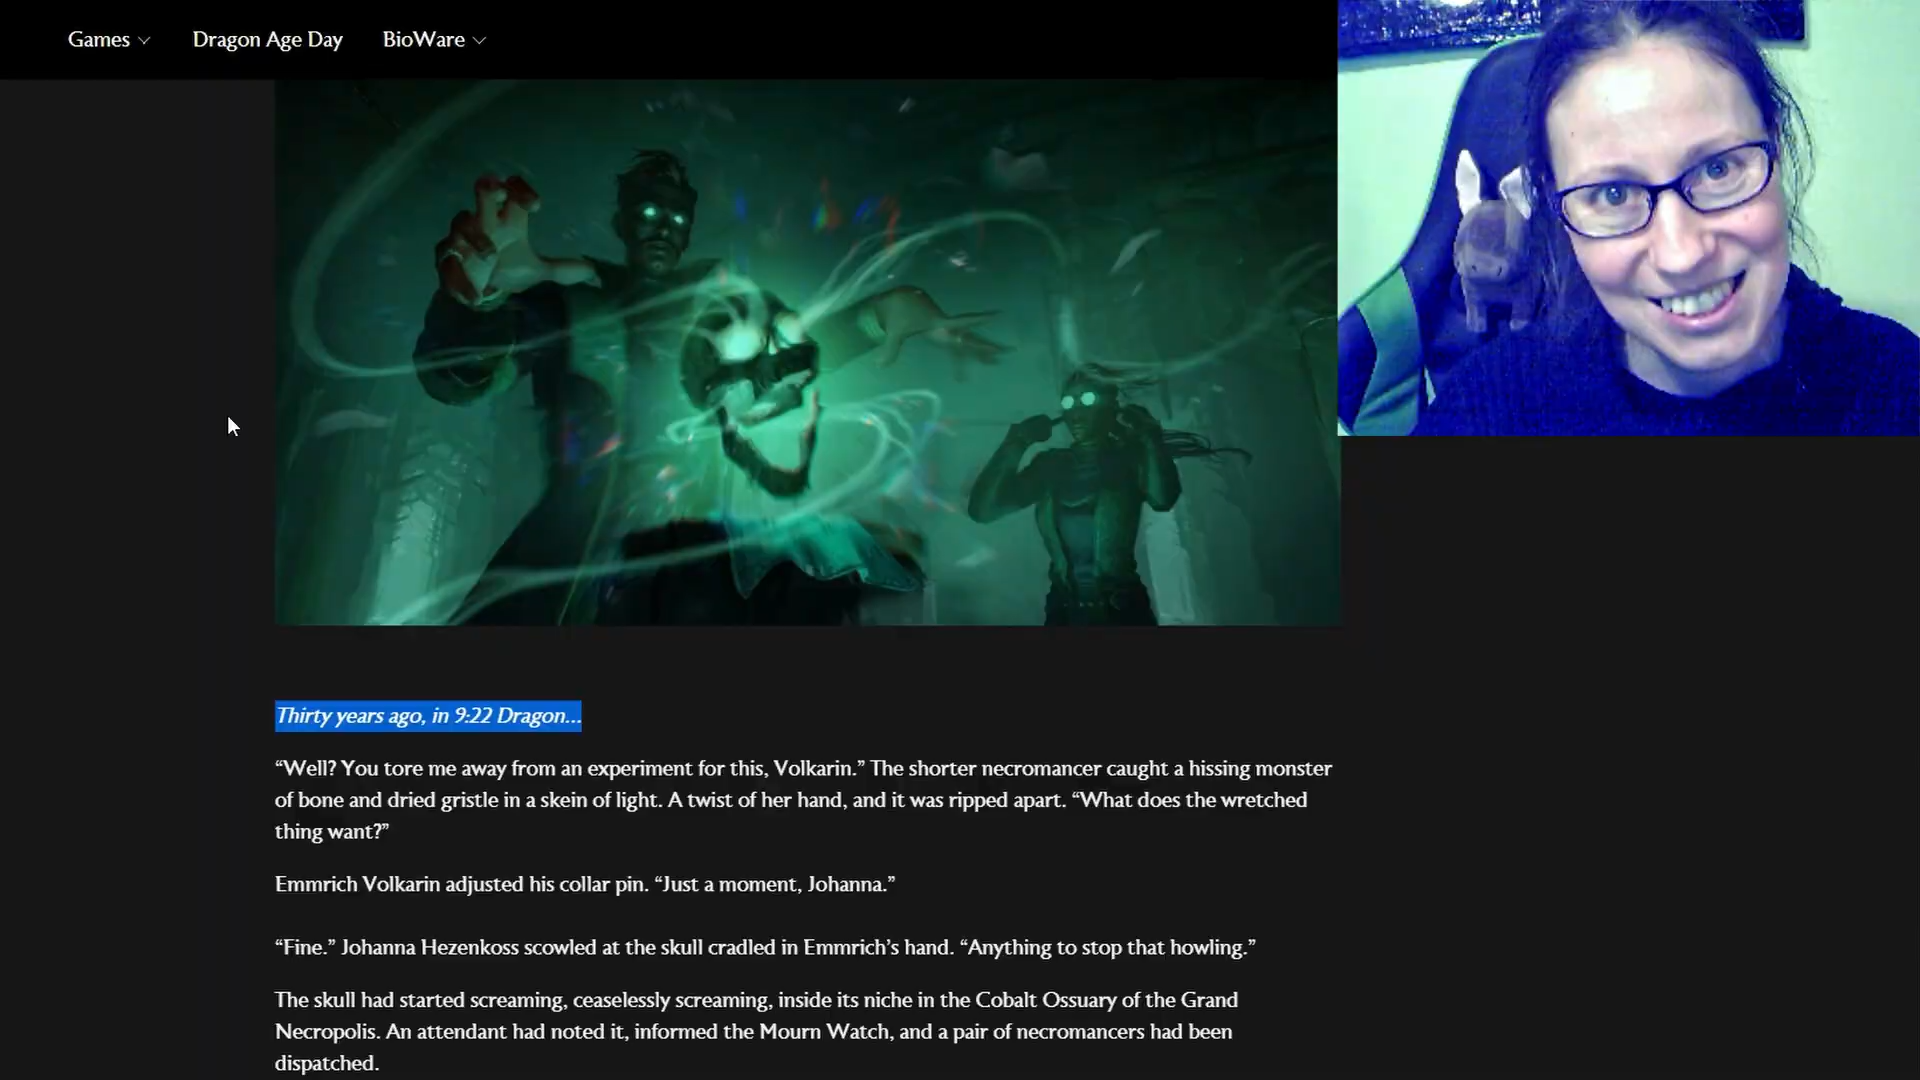 Games
Dragon Age Day
BioWare
Thirty years ago, in 9:22 Dragon...
“Well? You tore me away from an experiment for this, Volkarin.” The shorter necromancer caught a hissing monster
of bone and dried gristle in a skein of light. A twist of her hand, and it was ripped apart. “What does the wretched
thing want?”
Emmrich Volkarin adjusted his collar pin. “Just a moment, Johanna.”
“Fine.” Johanna Hezenkoss scowled at the skull cradled in Emmrich’s hand. “Anything to stop that howling.”
The skull had started screaming, ceaselessly screaming, inside its niche in the Cobalt Ossuary of the Grand
Necropolis. An attendant had noted it, informed the Mourn Watch, and a pair of necromancers had been
dispatched.